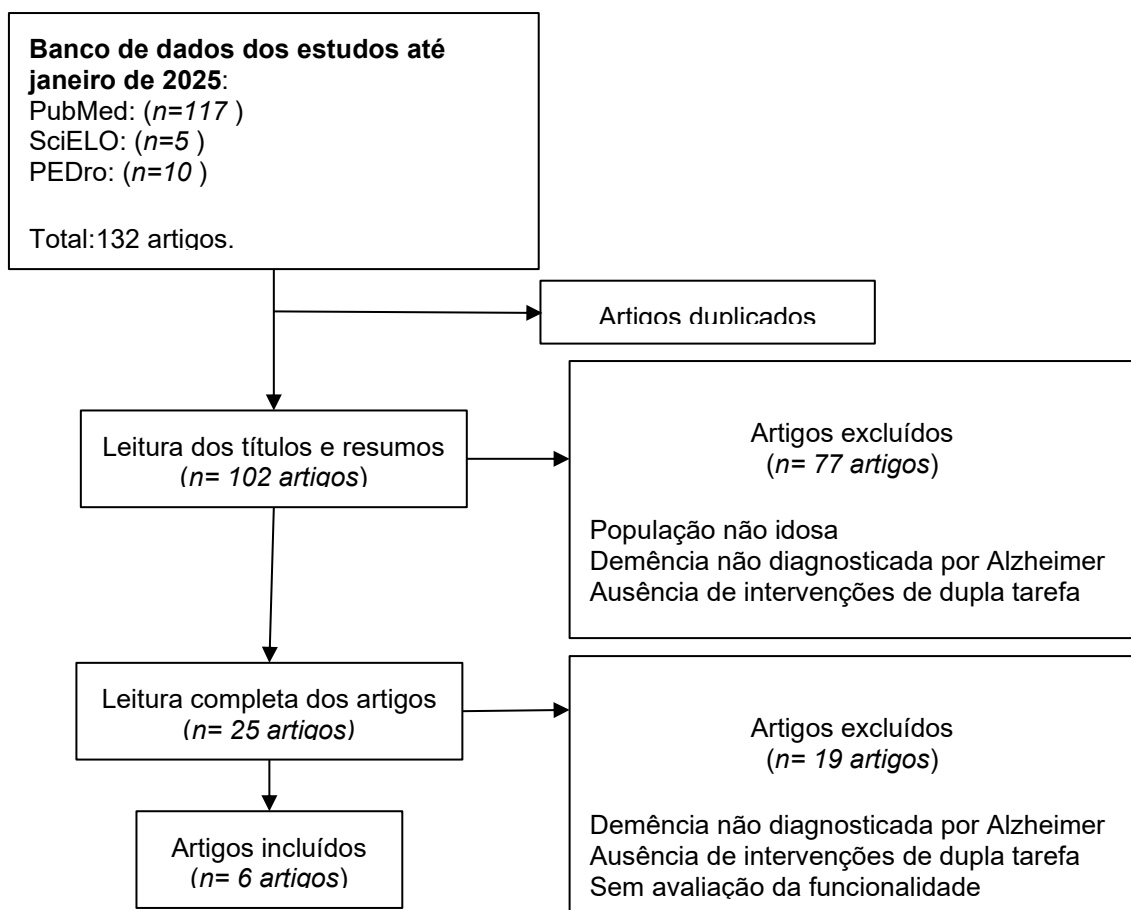 Banco de dados dos estudos até
janeiro de 2025:
PubMed: (n=117 )
SciELO: (n=5 )
PEDro: (n=10 )
Total:132 artigos.
Artigos duplicados
Leitura dos títulos e resumos
(n= 102 artigos)
Artigos excluídos
(n= 77 artigos)
População não idosa
Demência não diagnosticada por Alzheimer
Ausência de intervenções de dupla tarefa
Leitura completa dos artigos
(n= 25 artigos)
Artigos excluídos
(n= 19 artigos)
Demência não diagnosticada por Alzheimer
Ausência de intervenções de dupla tarefa
Sem avaliação da funcionalidade
Artigos incluídos
(n= 6 artigos)